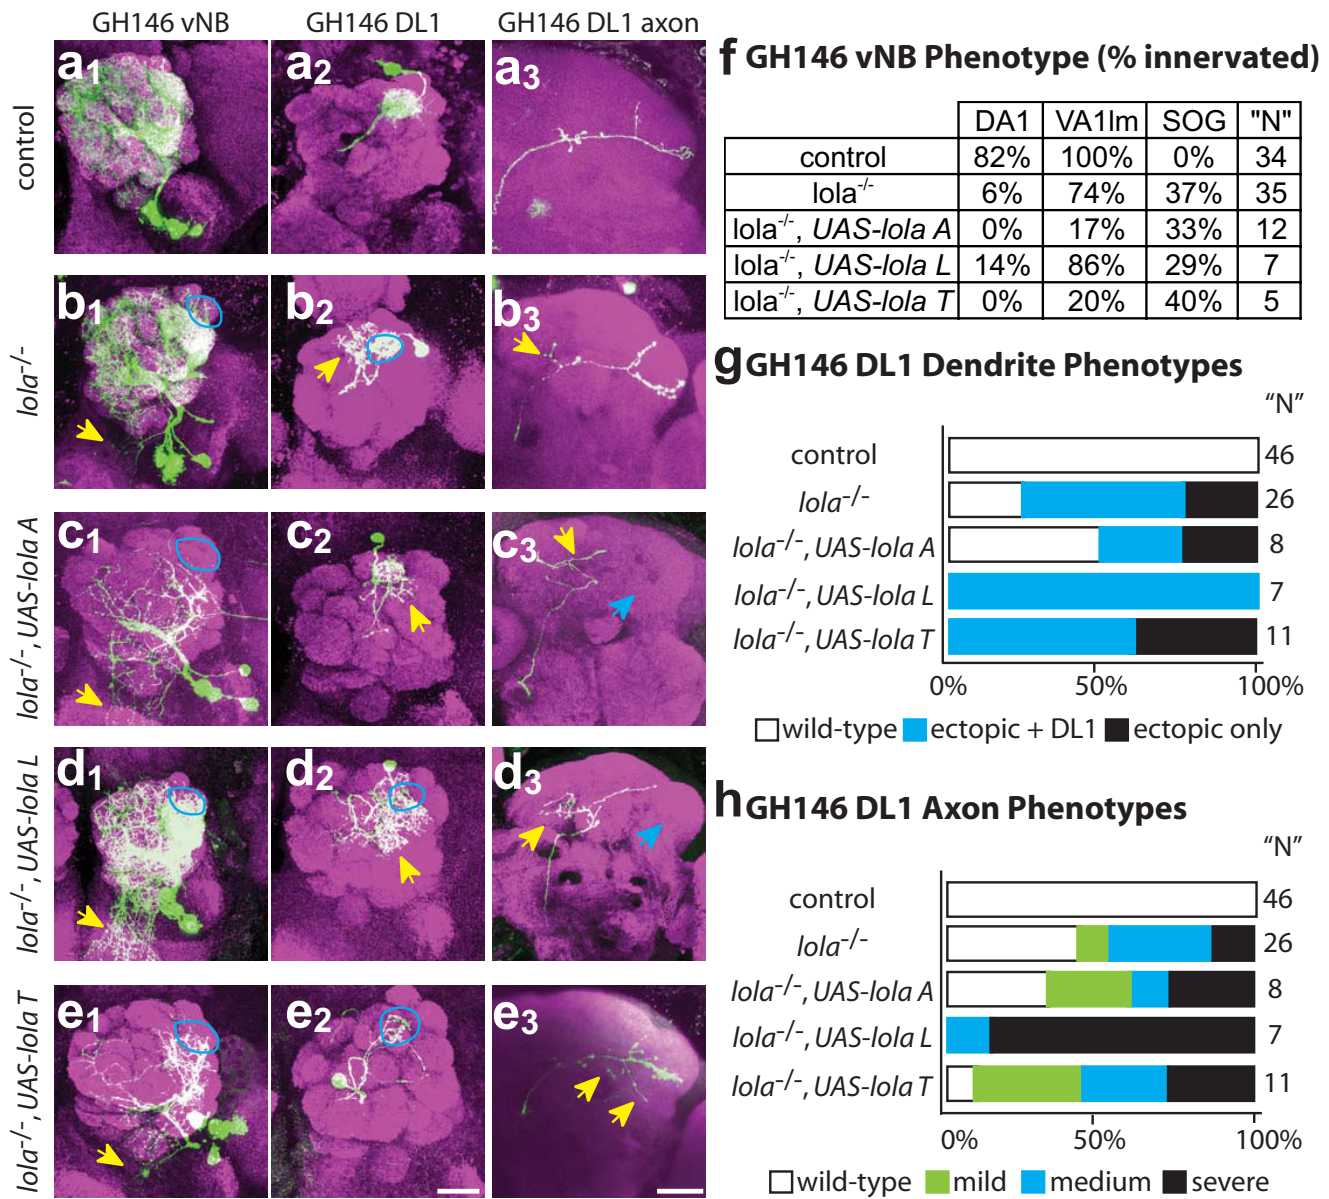 GH146 vNB
GH146 DL1
GH146 DL1 axon
control
a1
a2
a3
lola-/-
b1
b2
b3
lola-/-, UAS-lola A
c1
c2
c3
lola-/-, UAS-lola L
d1
d2
d3
lola-/-, UAS-lola T
e1
e2
e3
f GH146 vNB Phenotype (% innervated)
DA1 VA1lm SOG "N"
control 82% 100% 0% 34
lola-/- 6% 74% 37% 35
lola-/-, UAS-lola A 0% 17% 33% 12
lola-/-, UAS-lola L 14% 86% 29% 7
lola-/-, UAS-lola T 0% 20% 40% 5
g GH146 DL1 Dendrite Phenotypes
“N”
control 46
lola-/- 26
lola-/-, UAS-lola A 8
lola-/-, UAS-lola L 7
lola-/-, UAS-lola T 11
0% 50% 100%
wild-type ectopic + DL1 ectopic only
h GH146 DL1 Axon Phenotypes
“N”
control 46
lola-/- 26
lola-/-, UAS-lola A 8
lola-/-, UAS-lola L 7
lola-/-, UAS-lola T 11
0% 50% 100%
wild-type mild medium severe